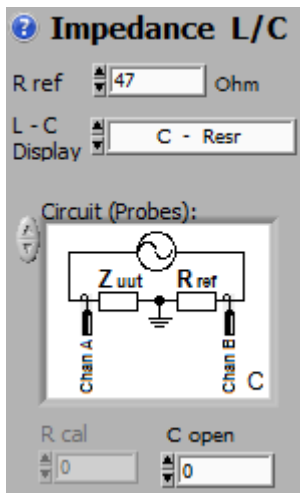 ? Impedance L/C
R ref 47 Ohm
L - C Display C - Resr
Circuit (Probes):
Z uut R ref
Chan A Chan B C
R cal C open
0 0